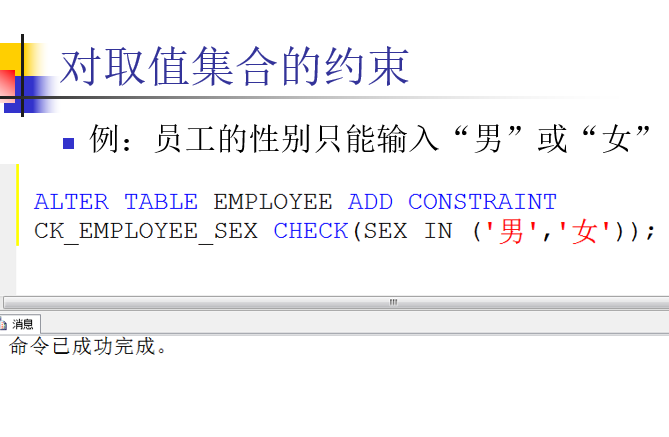 对取值集合的约束
例：员工的性别只能输入“男”或“女”
ALTER TABLE EMPLOYEE ADD CONSTRAINT
CK_EMPLOYEE_SEX CHECK(SEX IN ('男','女'));
消息
命令已成功完成。